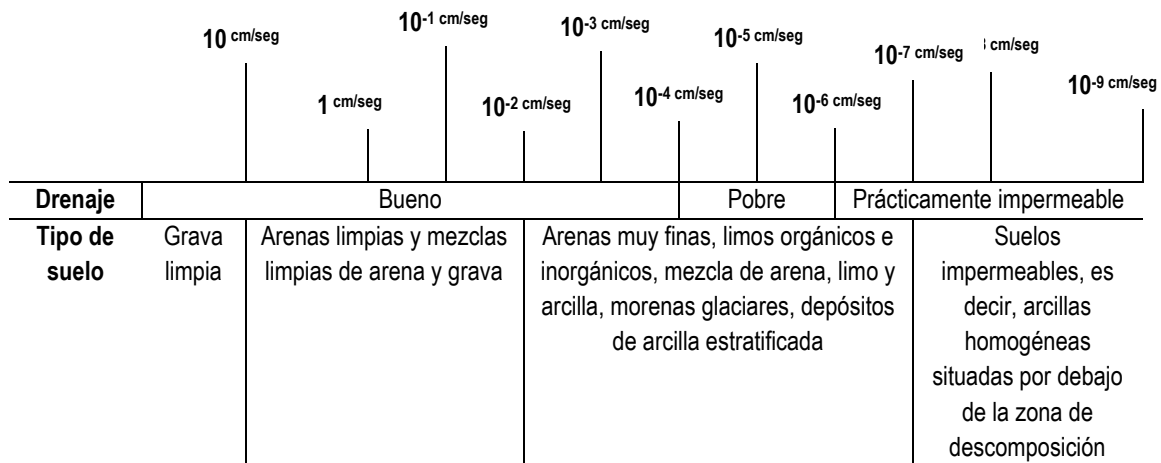 10-1 cm/seg
10-3 cm/seg
10 cm/seg
10-5 cm/seg
10-7 cm/seg
cm/seg
10-9 cm/seg
1 cm/seg
10-2 cm/seg
10-4 cm/seg
10-6 cm/seg
Drenaje
Bueno
Pobre
Prácticamente impermeable
Tipo de
suelo
Grava
limpia
Arenas limpias y mezclas
limpias de arena y grava
Arenas muy finas, limos orgánicos e
inorgánicos, mezcla de arena, limo y
arcilla, morenas glaciares, depósitos
de arcilla estratificada
Suelos
impermeables, es
decir, arcillas
homogéneas
situadas por debajo
de la zona de
descomposición